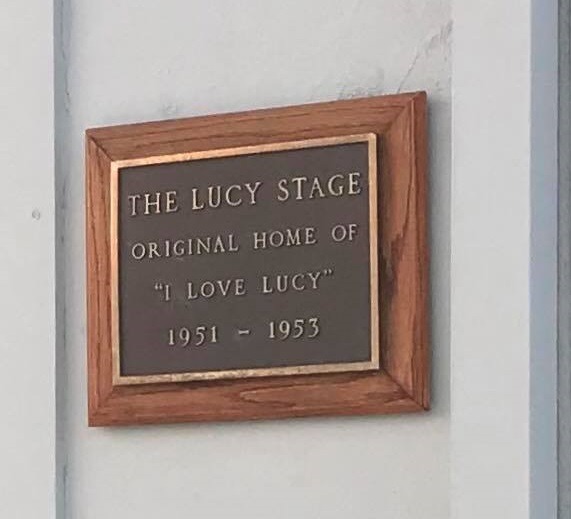 THE LUCY STAGE
ORIGINAL HOME OF
"I LOVE LUCY"
1951 - 1953